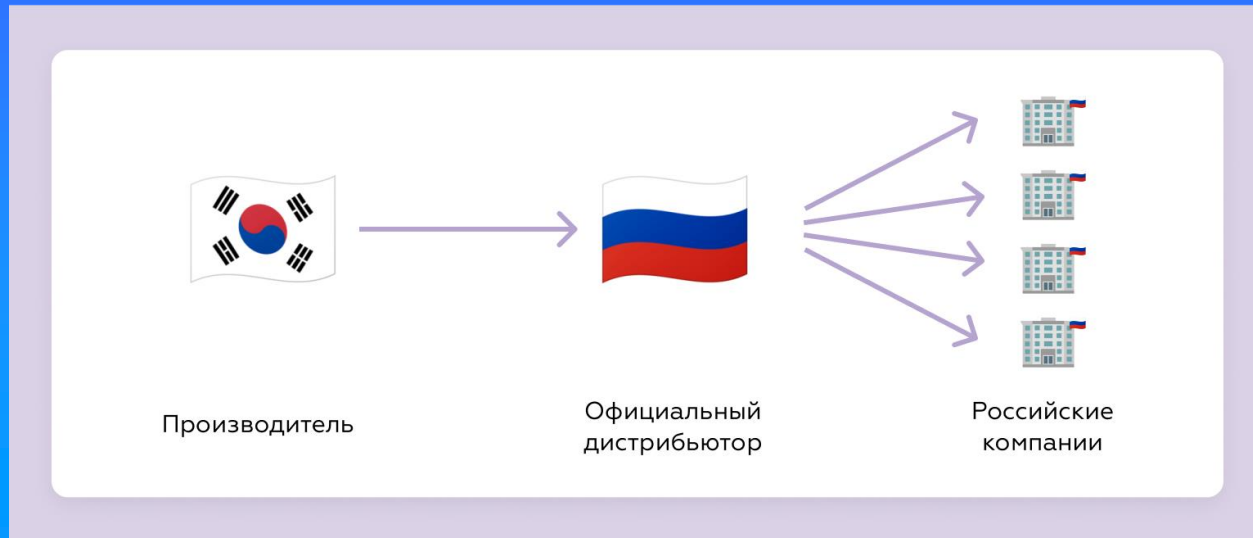 Производитель
Официальный
дистрибьютор
Российские
компании